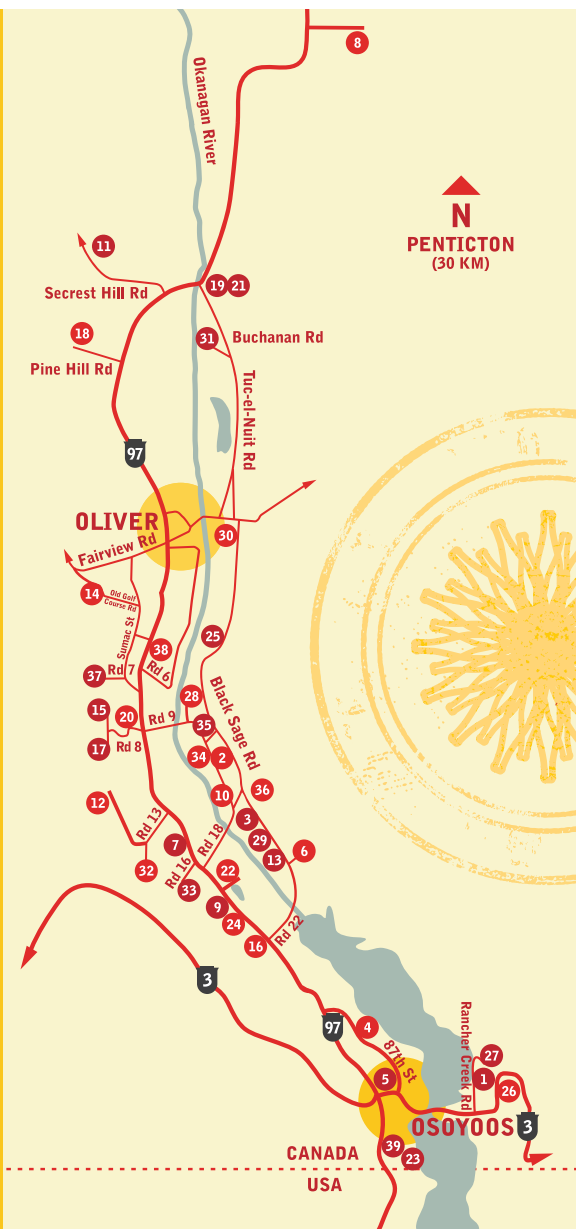 8
Okanagan River
N
PENTICTON
(30 KM)
11
Secrest Hill Rd
19
21
18
31
Buchanan Rd
Pine Hill Rd
Tuc-el-Nuit Rd
97
OLIVER
Fairview Rd
30
14
Old Golf
Course Rd
Sumac St
25
38
37
Rd 7
Rd 6
Black Sage Rd
28
15
20
Rd 9
35
17
Rd 8
34
2
12
10
36
Rd 13
3
7
Rd 18
29
6
32
Rd 16
13
22
33
9
24
16
Rd 22
3
97
4
87th St
Rancher Creek Rd
27
5
1
26
OSOYOOS
3
39
CANADA
23
USA